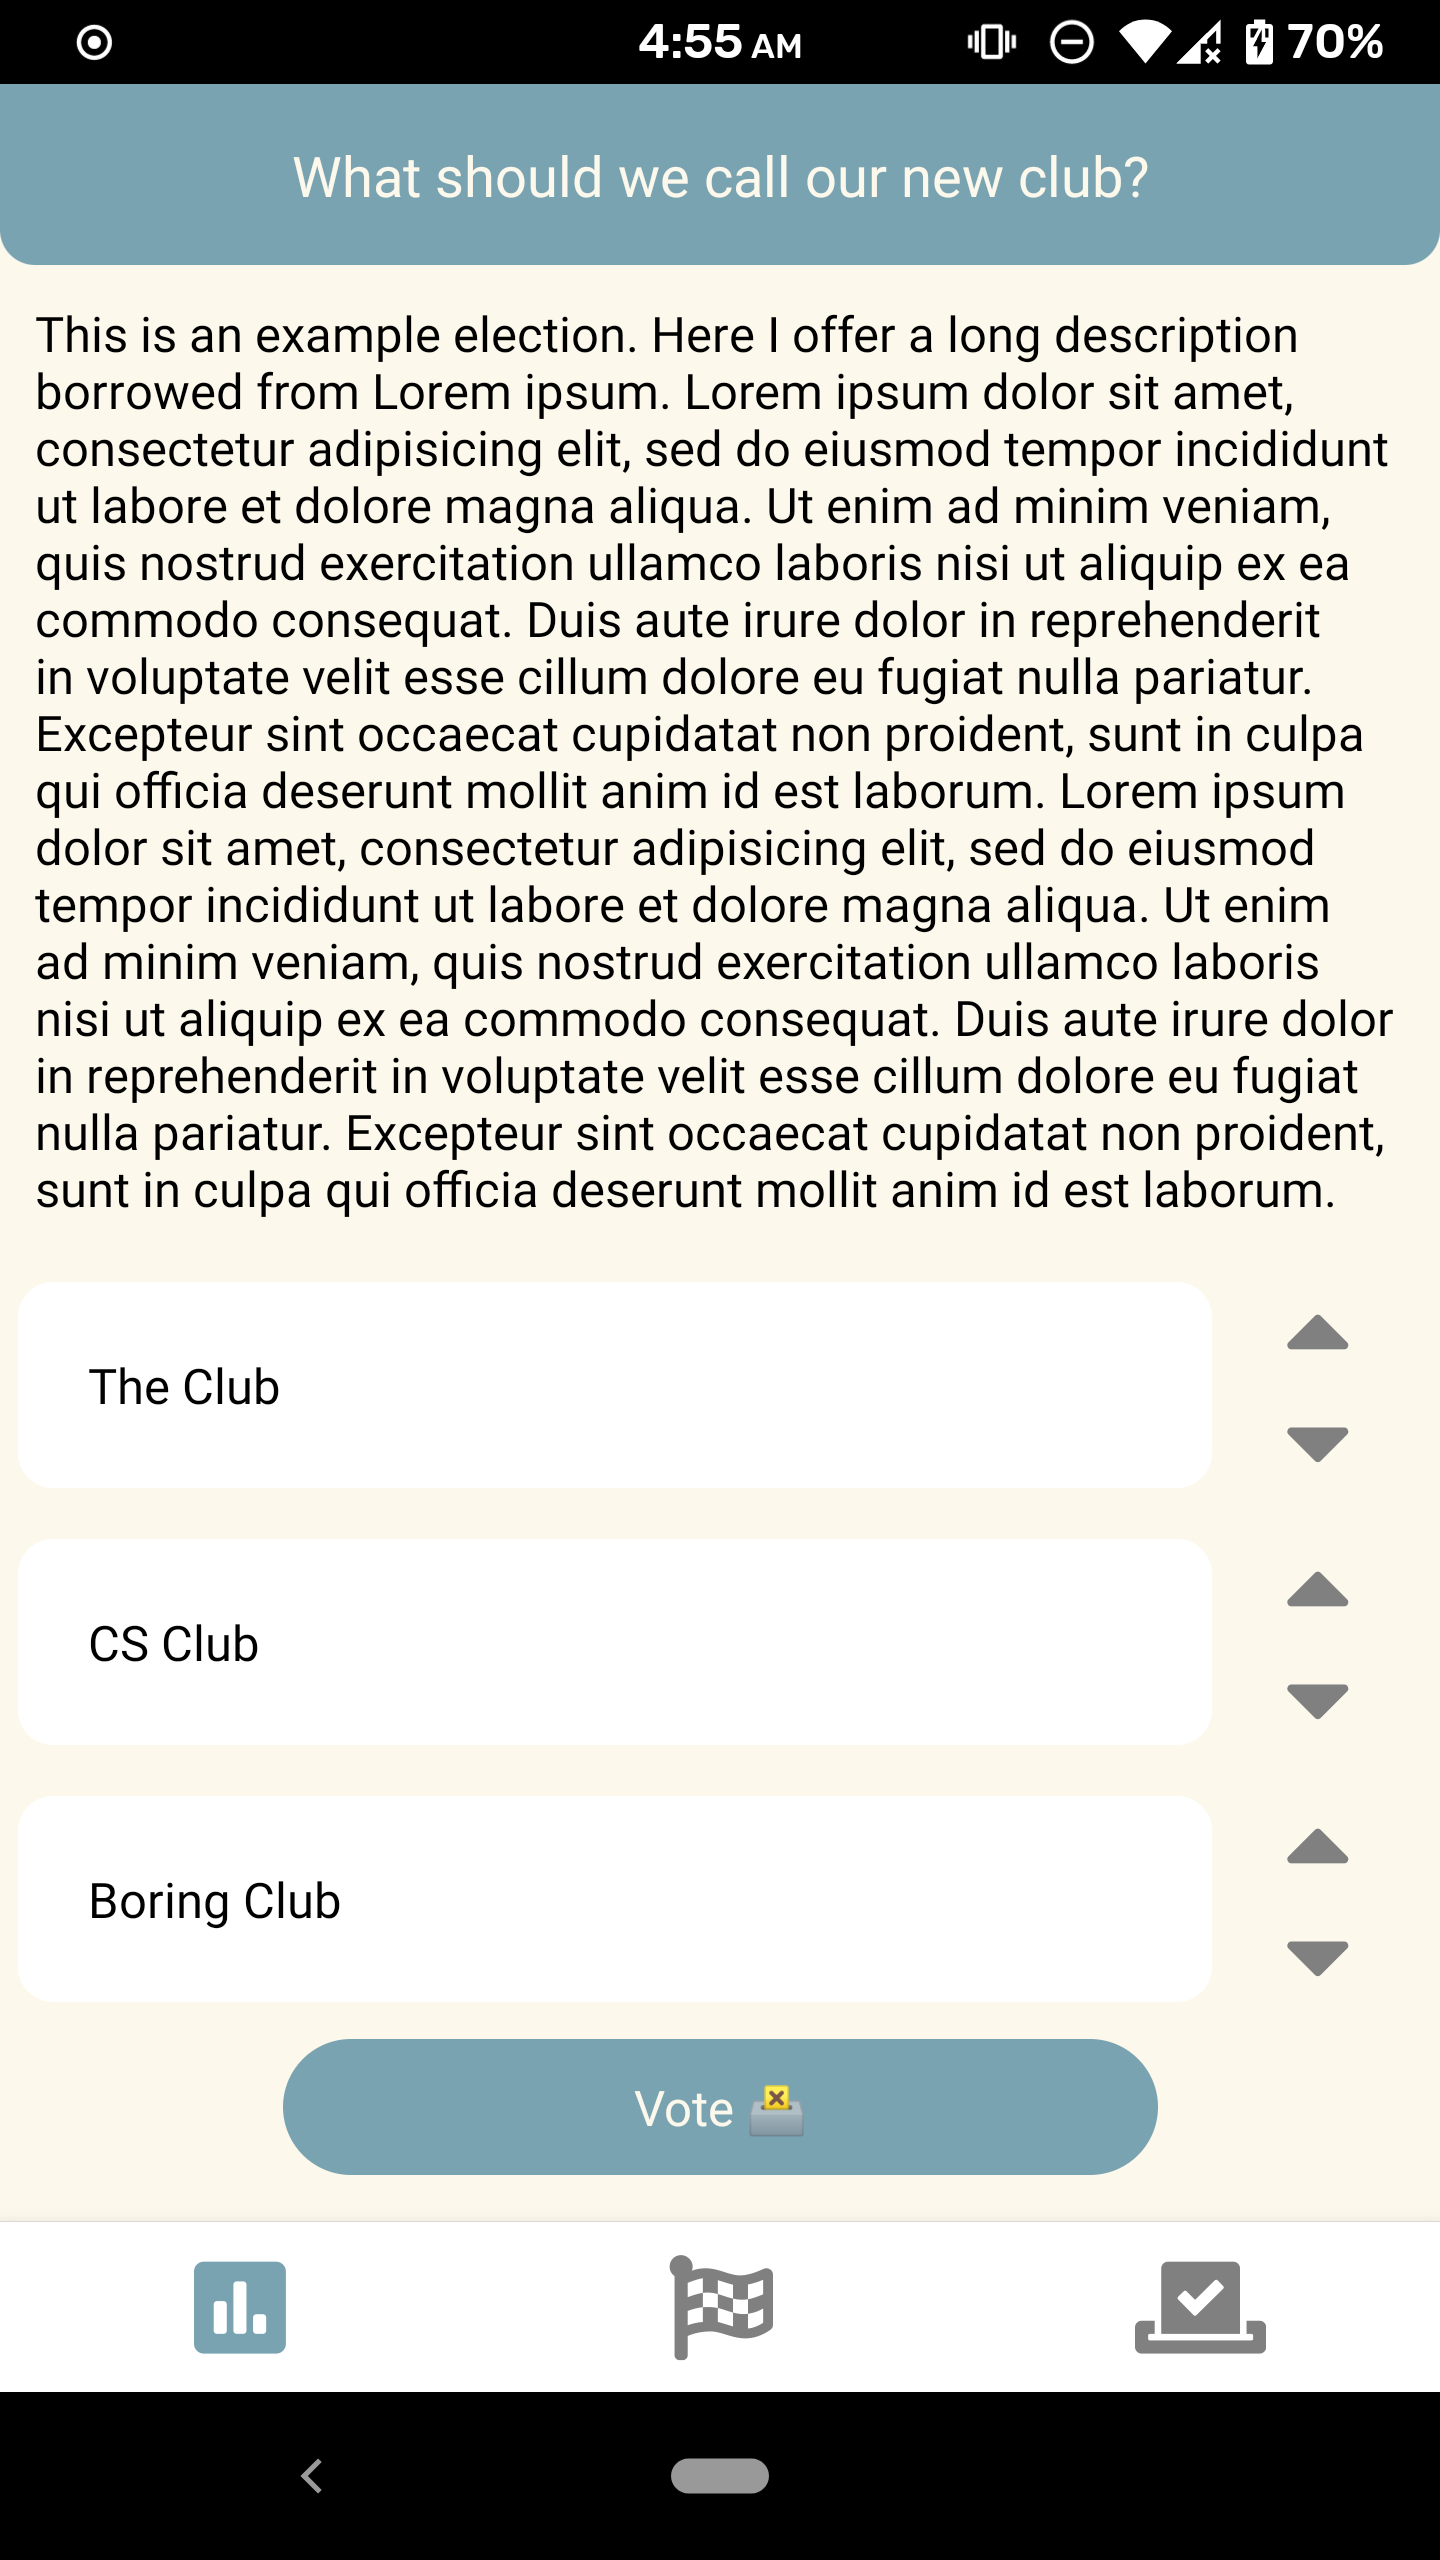 4:55 AM
70%
What should we call our new club?
This is an example election. Here I offer a long description
borrowed from Lorem ipsum. Lorem ipsum dolor sit amet,
consectetur adipisicing elit, sed do eiusmod tempor incididunt
ut labore et dolore magna aliqua. Ut enim ad minim veniam,
quis nostrud exercitation ullamco laboris nisi ut aliquip ex ea
commodo consequat. Duis aute irure dolor in reprehenderit
in voluptate velit esse cillum dolore eu fugiat nulla pariatur.
Excepteur sint occaecat cupidatat non proident, sunt in culpa
qui officia deserunt mollit anim id est laborum. Lorem ipsum
dolor sit amet, consectetur adipisicing elit, sed do eiusmod
tempor incididunt ut labore et dolore magna aliqua. Ut enim
ad minim veniam, quis nostrud exercitation ullamco laboris
nisi ut aliquip ex ea commodo consequat. Duis aute irure dolor
in reprehenderit in voluptate velit esse cillum dolore eu fugiat
nulla pariatur. Excepteur sint occaecat cupidatat non proident,
sunt in culpa qui officia deserunt mollit anim id est laborum.
The Club
CS Club
Boring Club
Vote